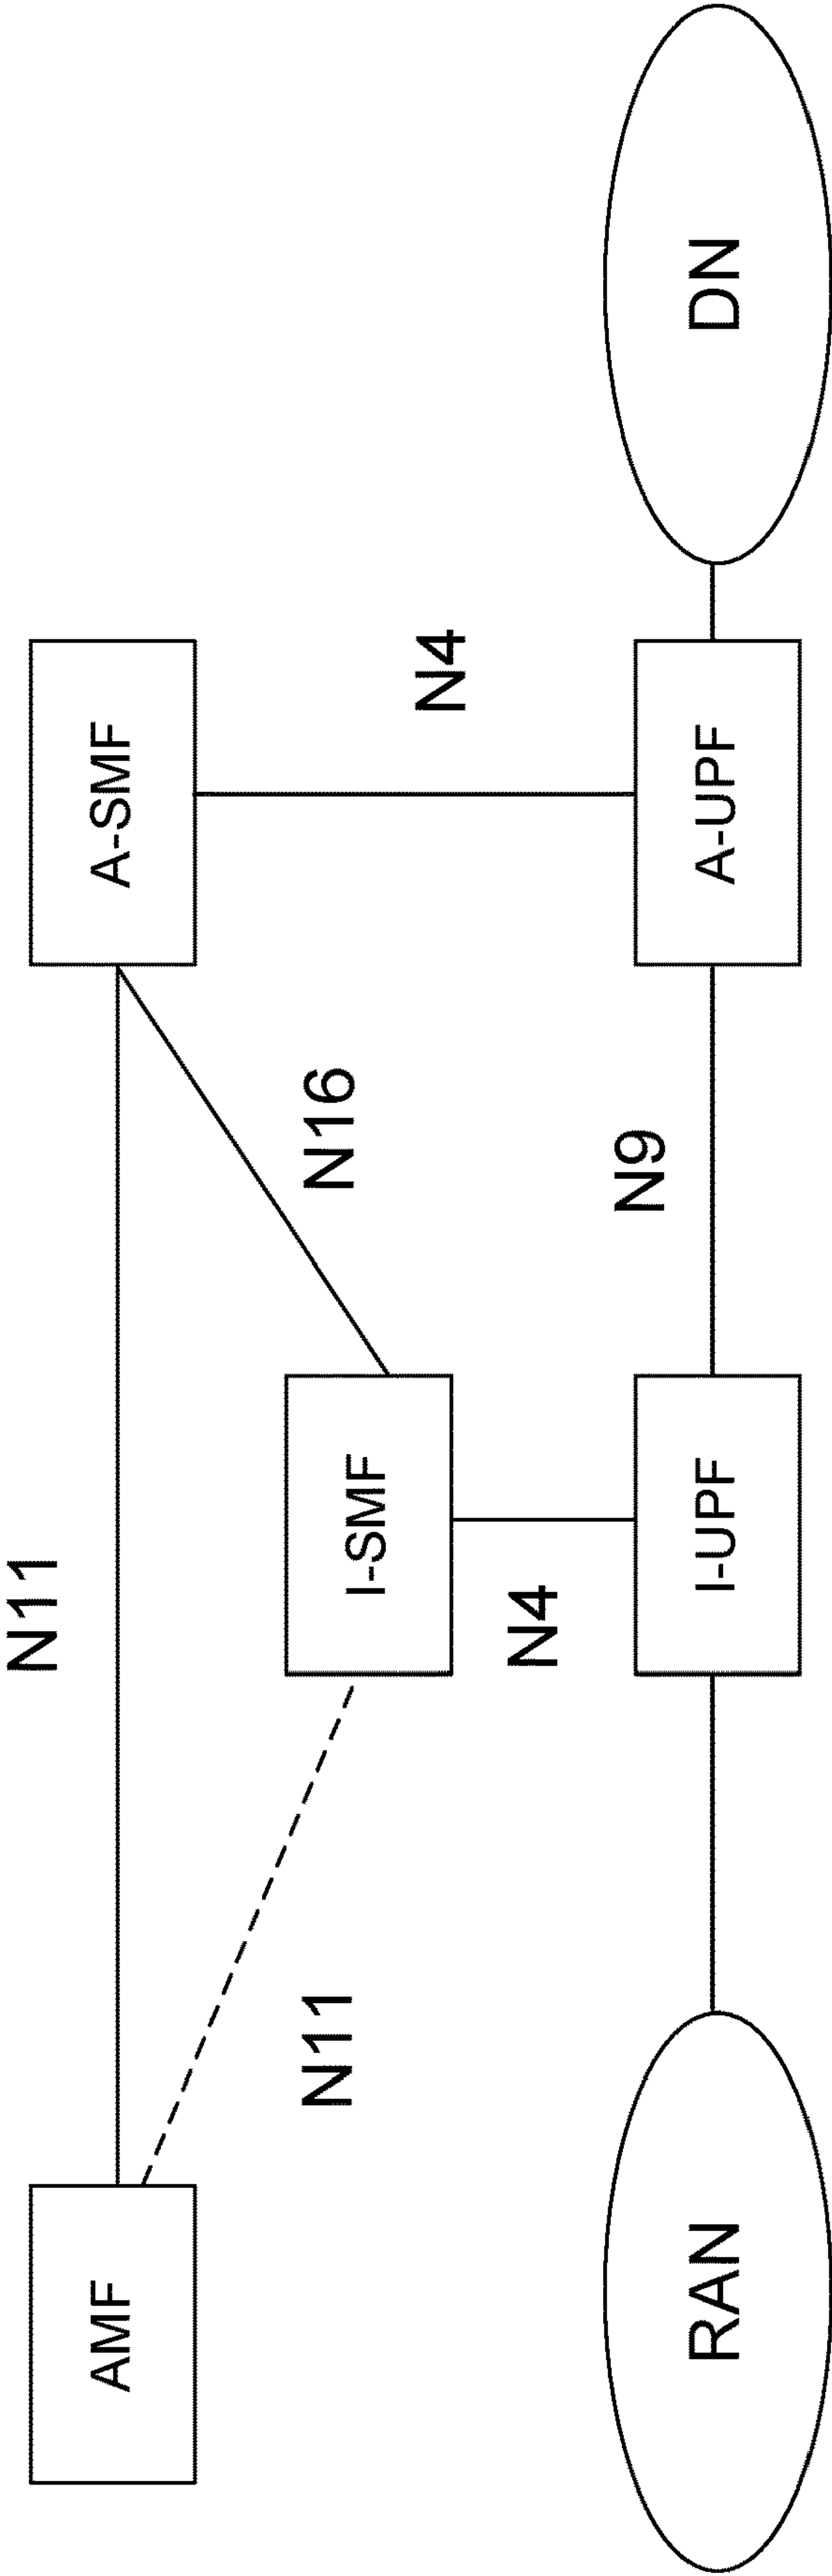 N11
AMF
A-SMF
N11
N16
I-SMF
N4
N4
N9
RAN
I-UPF
A-UPF
DN